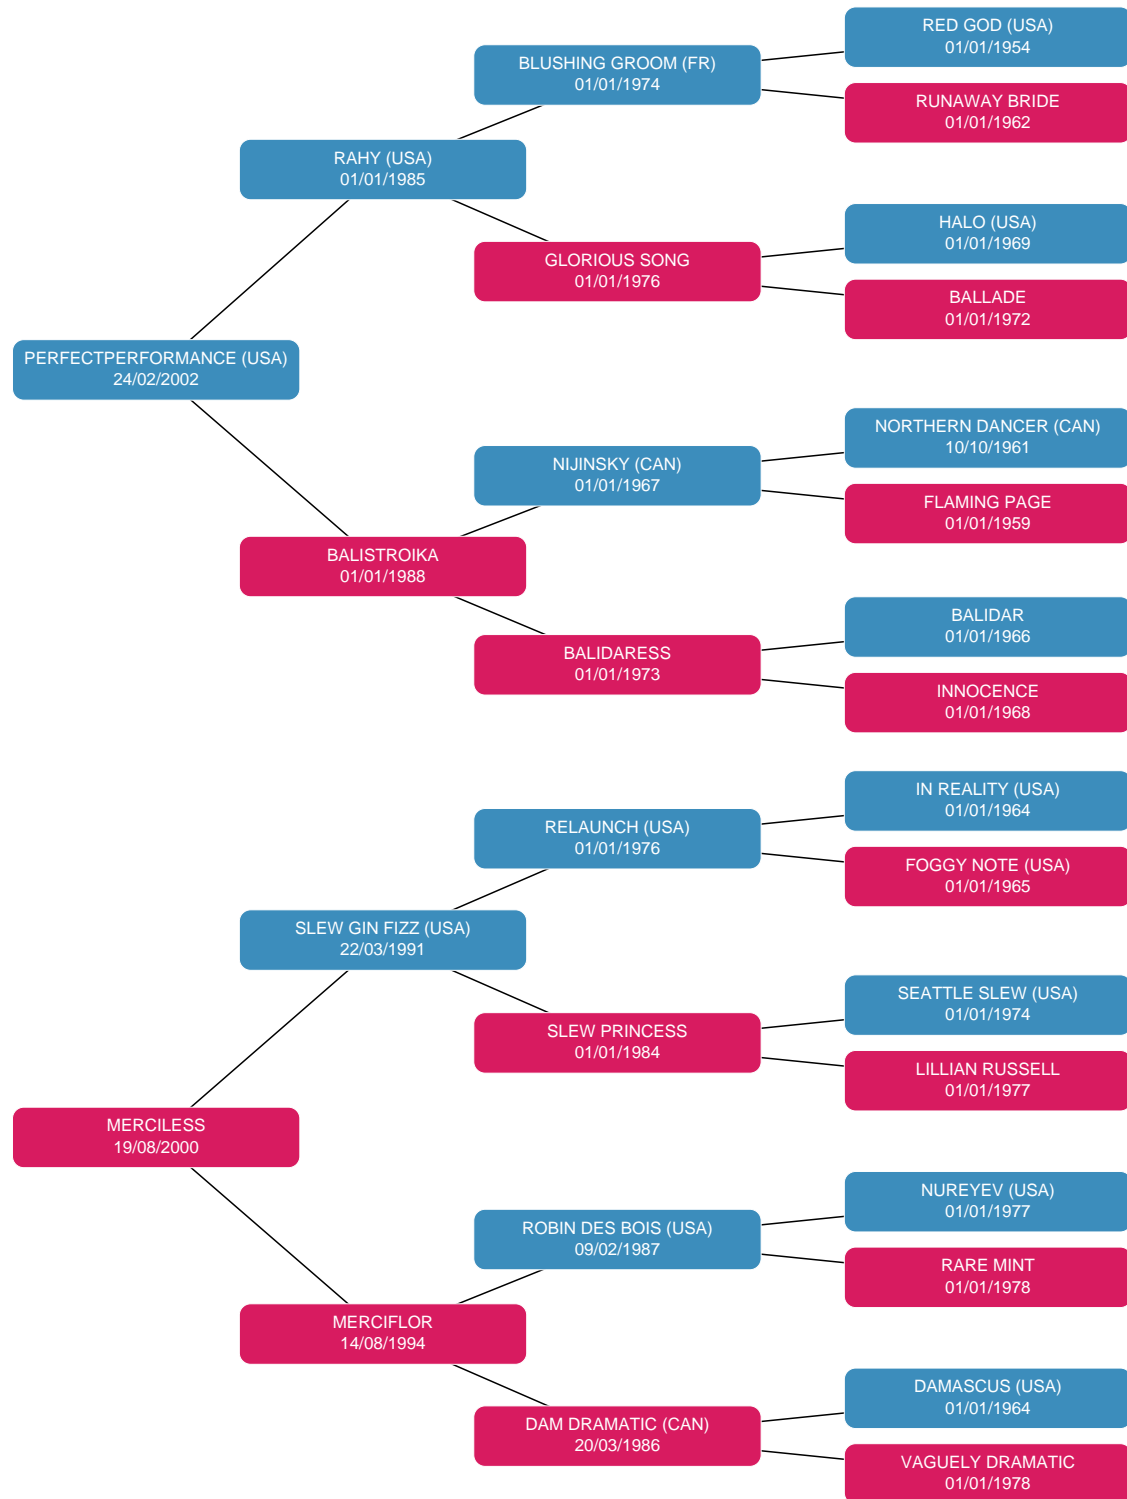 RED GOD (USA)
01/01/1954
BLUSHING GROOM (FR)
01/01/1974
RUNAWAY BRIDE
01/01/1962
RAHY (USA)
01/01/1985
HALO (USA)
01/01/1969
GLORIOUS SONG
01/01/1976
BALLADE
01/01/1972
PERFECTPERFORMANCE (USA)
24/02/2002
NORTHERN DANCER (CAN)
10/10/1961
NIJINSKY (CAN)
01/01/1967
FLAMING PAGE
01/01/1959
BALISTROIKA
01/01/1988
BALIDAR
01/01/1966
BALIDARESS
01/01/1973
INNOCENCE
01/01/1968
IN REALITY (USA)
01/01/1964
RELAUNCH (USA)
01/01/1976
FOGGY NOTE (USA)
01/01/1965
SLEW GIN FIZZ (USA)
22/03/1991
SEATTLE SLEW (USA)
01/01/1974
SLEW PRINCESS
01/01/1984
LILLIAN RUSSELL
01/01/1977
MERCILESS
19/08/2000
NUREYEV (USA)
01/01/1977
ROBIN DES BOIS (USA)
09/02/1987
RARE MINT
01/01/1978
MERCIFLOR
14/08/1994
DAMASCUS (USA)
01/01/1964
DAM DRAMATIC (CAN)
20/03/1986
VAGUELY DRAMATIC
01/01/1978